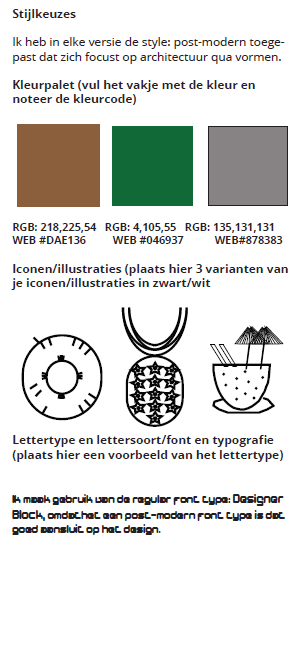 Stijlkeuzes
Ik heb in elke versie de style: post-modern toege-
past dat zich focust op architectuur qua vormen.
Kleurpalet (vul het vakje met de kleur en
noteer de kleurcode)
RGB: 218,225,54 RGB: 4,105,55 RGB: 135,131,131
WEB #DAE136 WEB #046937 WEB#878383
Iconen/illustraties (plaats hier 3 varianten van
je iconen/illustraties in zwart/wit
Lettertype en lettersoort/font en typografie
(plaats hier een voorbeeld van het lettertype)
Ik maak gebruik van de regular font type: Designer
Block, omdat het een post-modern font type is dat
goed aansluit op het design.